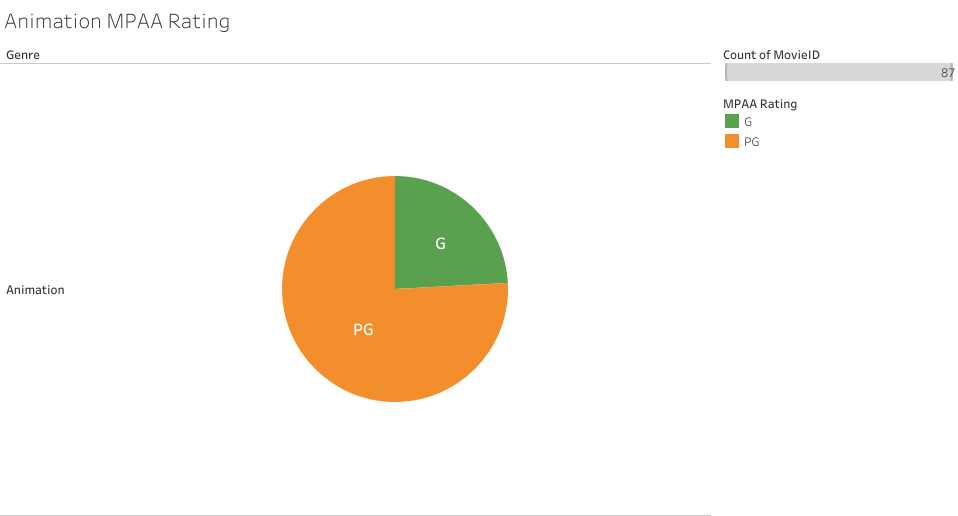 Animation MPAA Rating
Genre
Count of MovieID
87
MPAA Rating
G
PG
G
PG
Animation